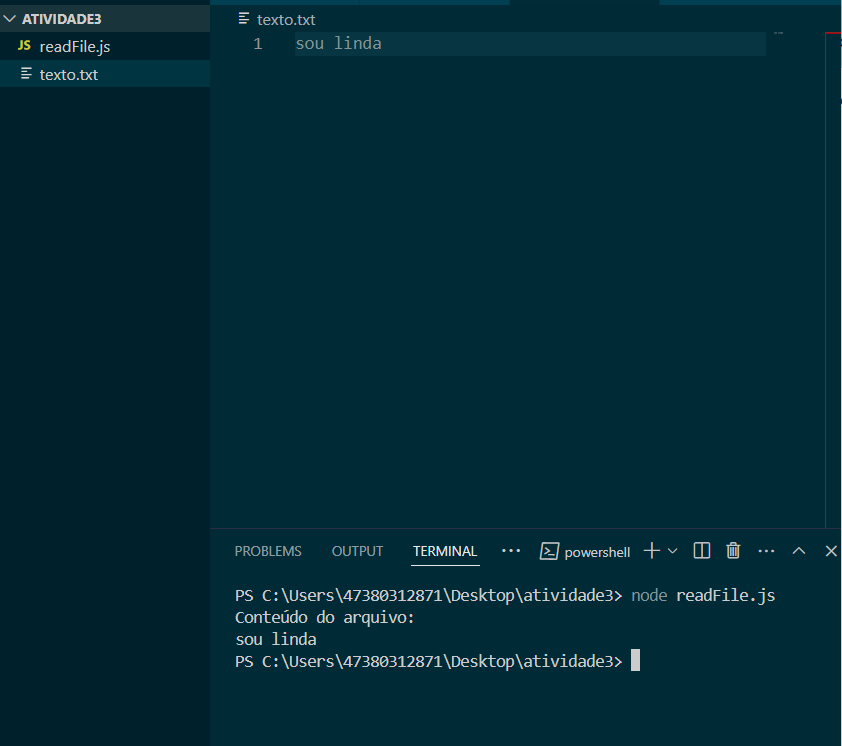 ATIVIDADE3
JS readFile.js
texto.txt
texto.txt
1 sou linda
PROBLEMS OUTPUT TERMINAL ... powershell
PS C:\Users\47380312871\Desktop\atividade3> node readFile.js
Conteúdo do arquivo:
sou linda
PS C:\Users\47380312871\Desktop\atividade3>